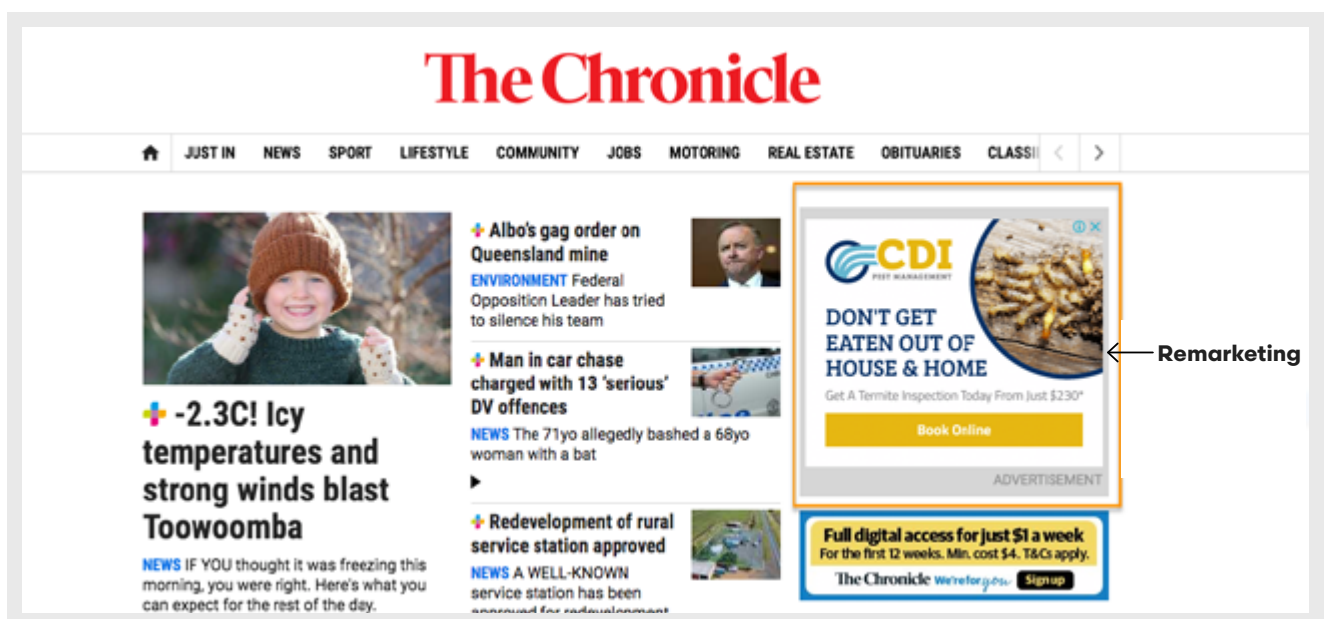 The Chronicle
JUST IN NEWS SPORT LIFESTYLE COMMUNITY JOBS MOTORING REAL ESTATE OBITUARIES CLASSI
-2.3C! Icy
temperatures and
strong winds blast
Toowoomba
NEWS IF YOU thought it was freezing this
morning, you were right. Here's what you
can expect for the rest of the day.
Albo's gag order on
Queensland mine
ENVIRONMENT Federal
Opposition Leader has tried
to silence his team
Man in car chase
charged with 13 'serious'
DV offences
NEWS The 71yo allegedly bashed a 68yo
woman with a bat
Redevelopment of rural
service station approved
NEWS A WELL-KNOWN
service station has been
approved for redevelopment
CDI
PEST MANAGEMENT
DON'T GET
EATEN OUT OF
HOUSE & HOME
Get A Termite Inspection Today From Just $230*
Book Online
ADVERTISEMENT
Remarketing
Full digital access for just $1 a week
For the first 12 weeks. Min. cost $4. T&Cs apply.
The Chronicle We're for you Sign up